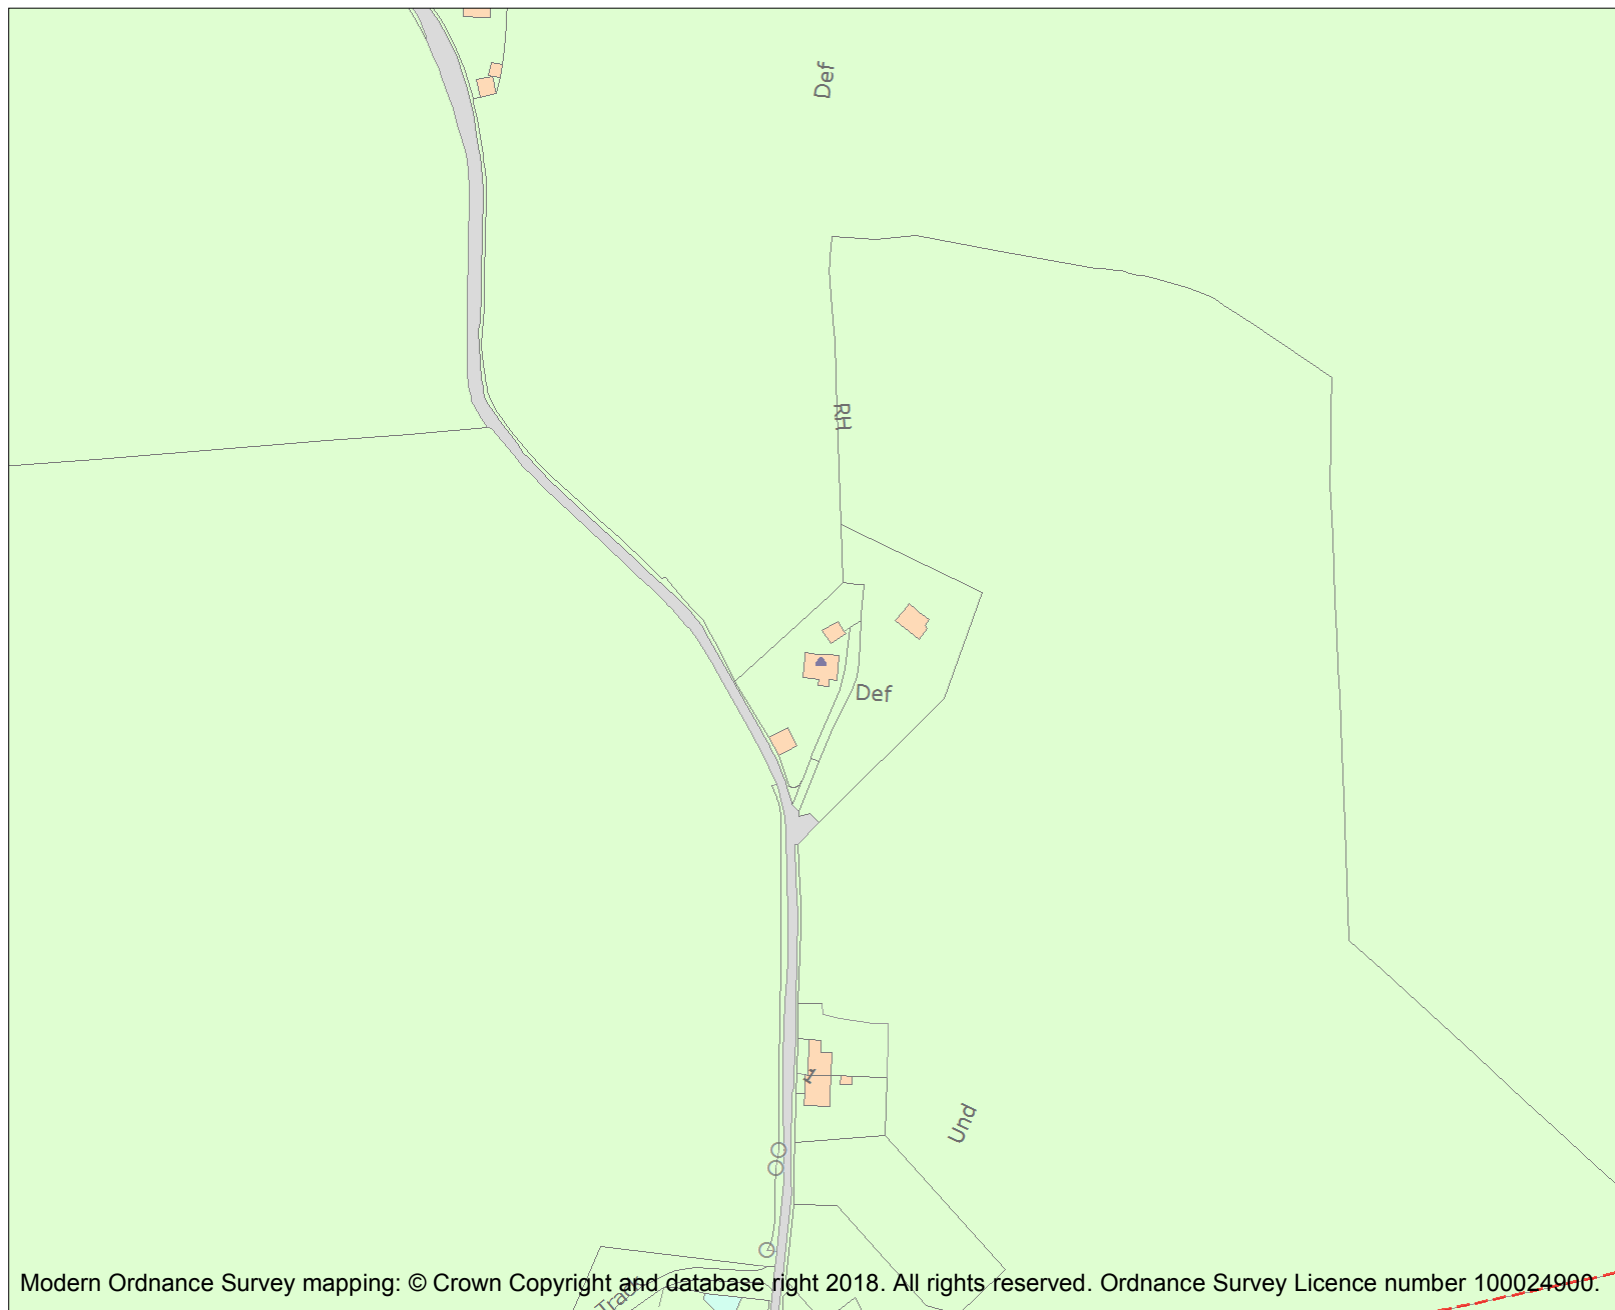 Def
RH
Def
Und
Track
Modern Ordnance Survey mapping: © Crown Copyright and database right 2018. All rights reserved. Ordnance Survey Licence number 100024900.